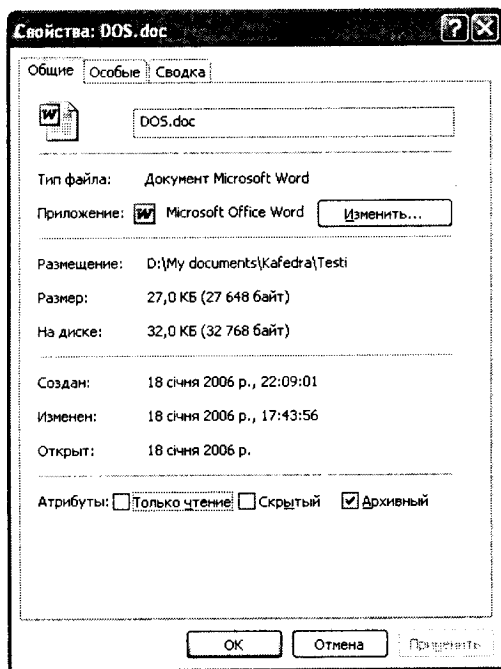 Свойства: DOS.doc
Общие Особые Сводка
DOS.doc
Тип файла: Документ Microsoft Word
Приложение: Microsoft Office Word Изменить...
Размещение: D:\My documents\Kafedra\Testi
Размер: 27,0 КБ (27 648 байт)
На диске: 32,0 КБ (32 768 байт)
Создан: 18 січня 2006 р., 22:09:01
Изменен: 18 січня 2006 р., 17:43:56
Открыт: 18 січня 2006 р.
Атрибуты: Только чтение Скрытый Архивный
ОК Отмена Применить